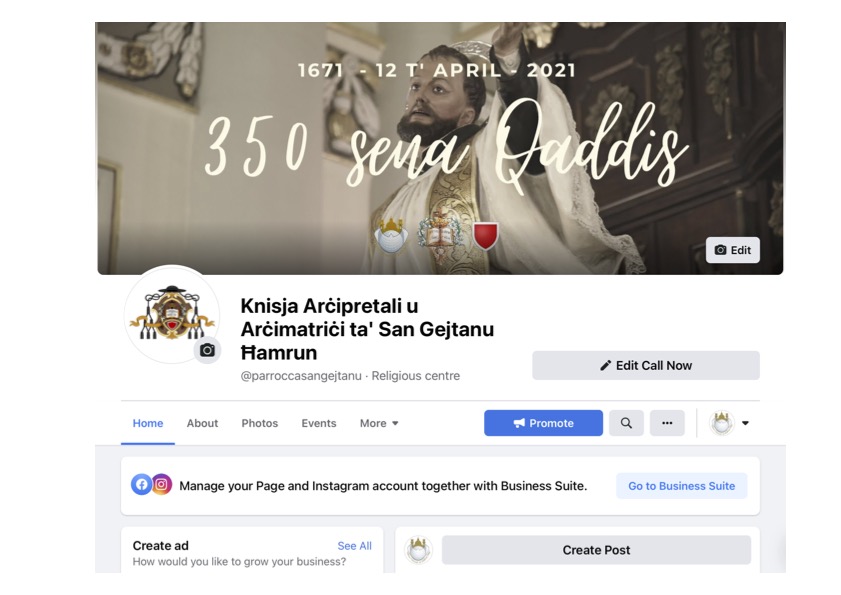 1671 - 12 T' APRIL - 2021
350 sena Qaddis
Edit
Knisja Arċipretali u
Arċimatriċi ta' San Gejtanu
Ħamrun
@parroccasangejtanu · Religious centre
Edit Call Now
Home About Photos Events More
Promote
Manage your Page and Instagram account together with Business Suite.
Go to Business Suite
Create ad
See All
How would you like to grow your business?
Create Post